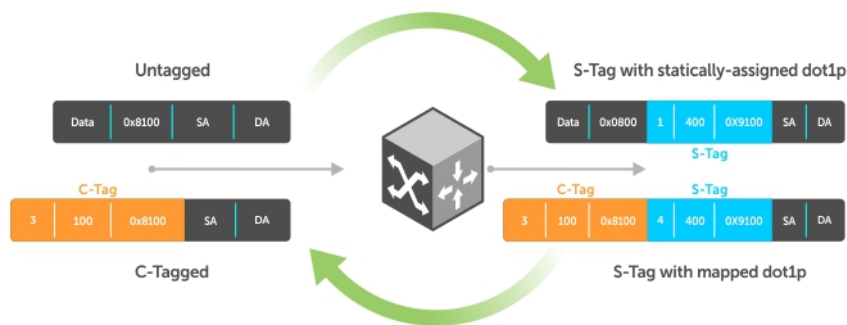 Untagged
S-Tag with statically-assigned dot1p
Data 0x8100 SA DA
Data 0x0800 1 400 0X9100 SA DA
S-Tag
C-Tag
C-Tag S-Tag
3 100 0x8100 SA DA
3 100 0x8100 4 400 0X9100 SA DA
C-Tagged
S-Tag with mapped dot1p